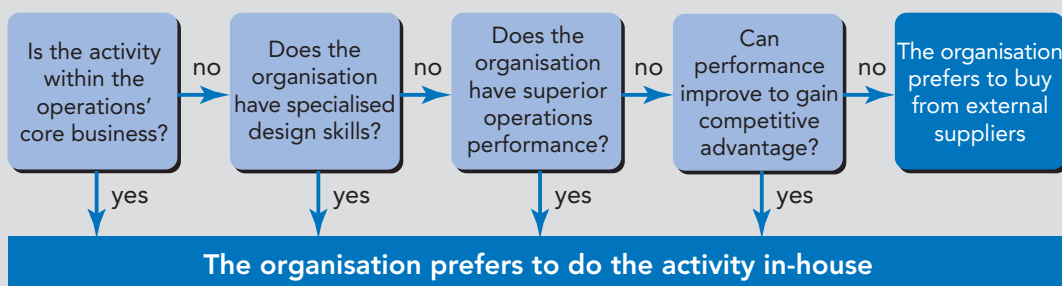 Is the activity
within the
operations'
core business?
no
Does the
organisation
have specialised
design skills?
no
Does the
organisation
have superior
operations
performance?
no
Can
performance
improve to gain
competitive
advantage?
no
The organisation
prefers to buy
from external
suppliers
yes
yes
yes
yes
The organisation prefers to do the activity in-house